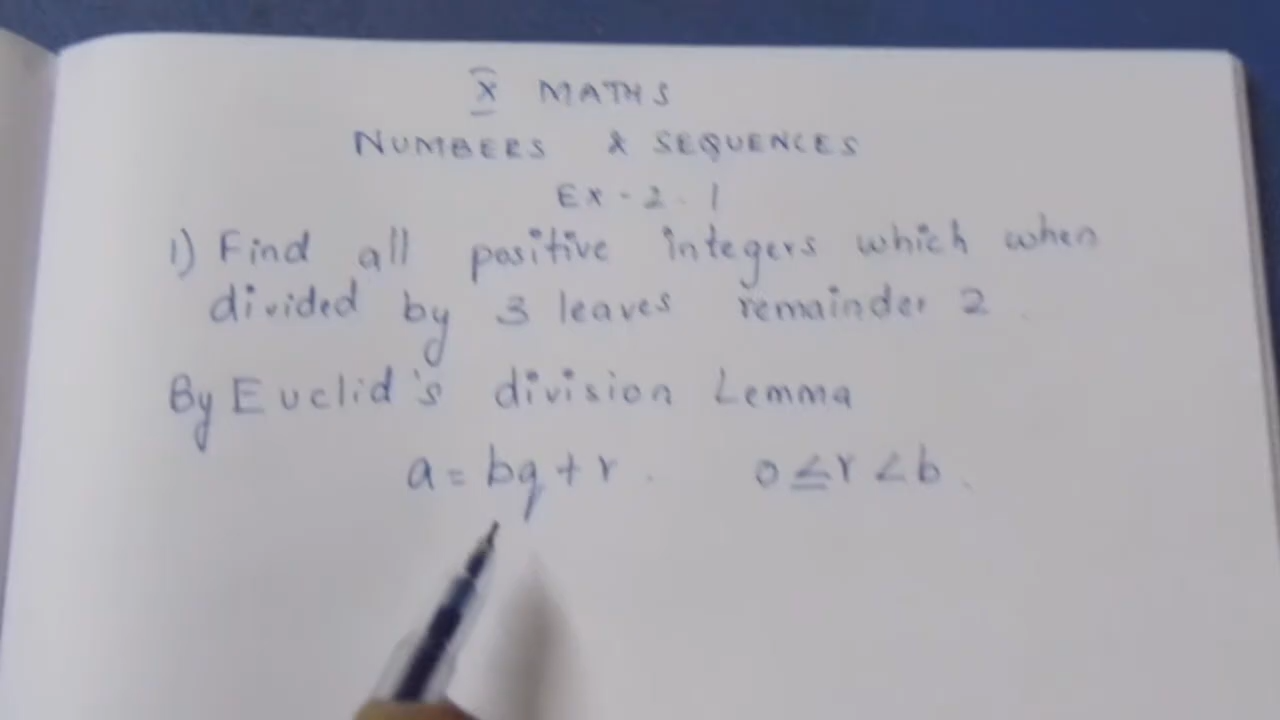 X MATHS
NUMBERS & SEQUENCES
EX - 2.1
1) Find all positive integers which when
divided by 3 leaves remainder 2.
By Euclid's division Lemma
a = bq + r. 0 ≤ r < b.